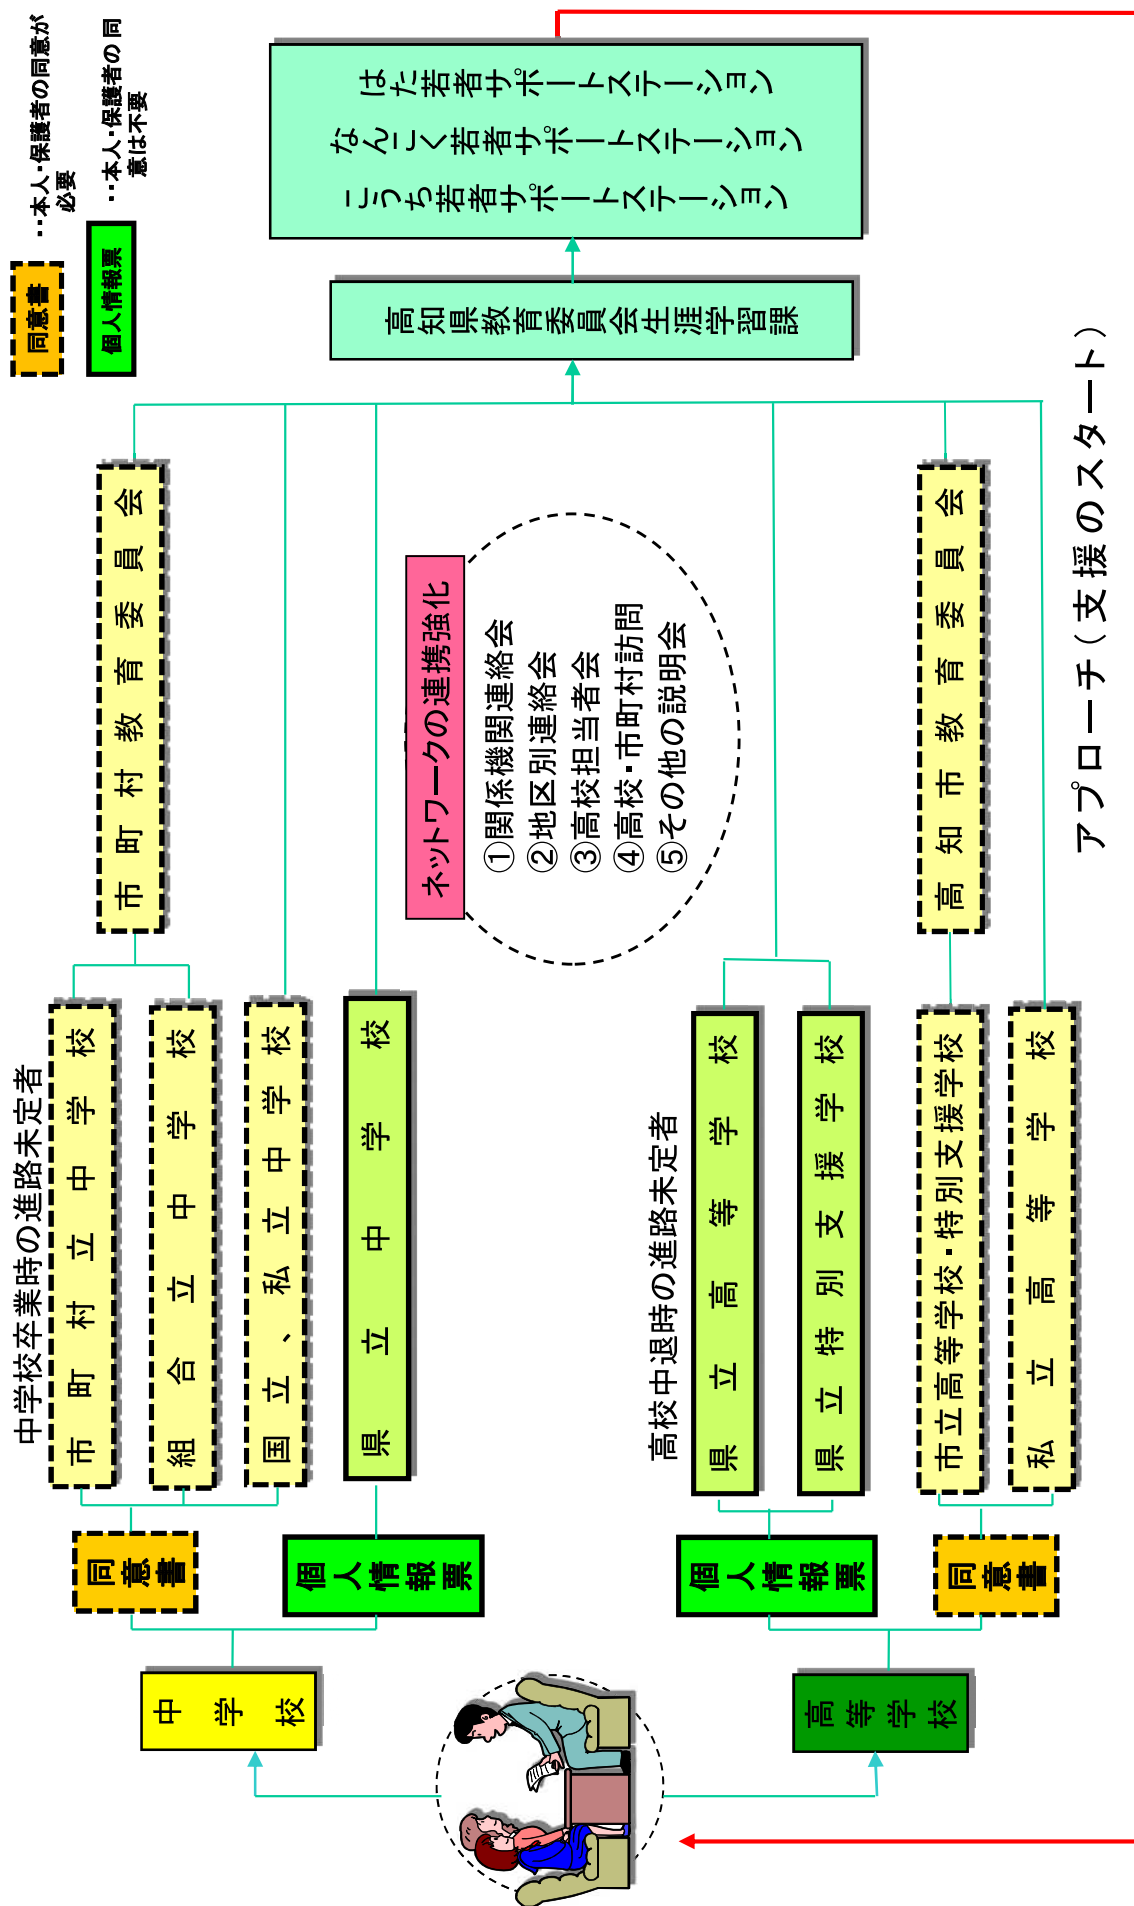 中学校卒業時の進路未定者
市町村立中学校
組合立中学校
国立、私立中学校
県立中学校
同意書
個人情報票
中学校
市町村教育委員会
ネットワークの連携強化
①関係機関連絡会
②地区別連絡会
③高校担当者会
④高校・市町村訪問
⑤その他の説明会
同意書
・・本人・保護者の同意が
必要
個人情報票
・・本人・保護者の同
意は不要
高知県教育委員会生涯学習課
はた若者サポートステーション
なんこく若者サポートステーション
こうち若者サポートステーション
高校中退時の進路未定者
県立高等学校
県立特別支援学校
市立高等学校・特別支援学校
私立高等学校
個人情報票
同意書
高等学校
高知市教育委員会
アプローチ（支援のスタート）